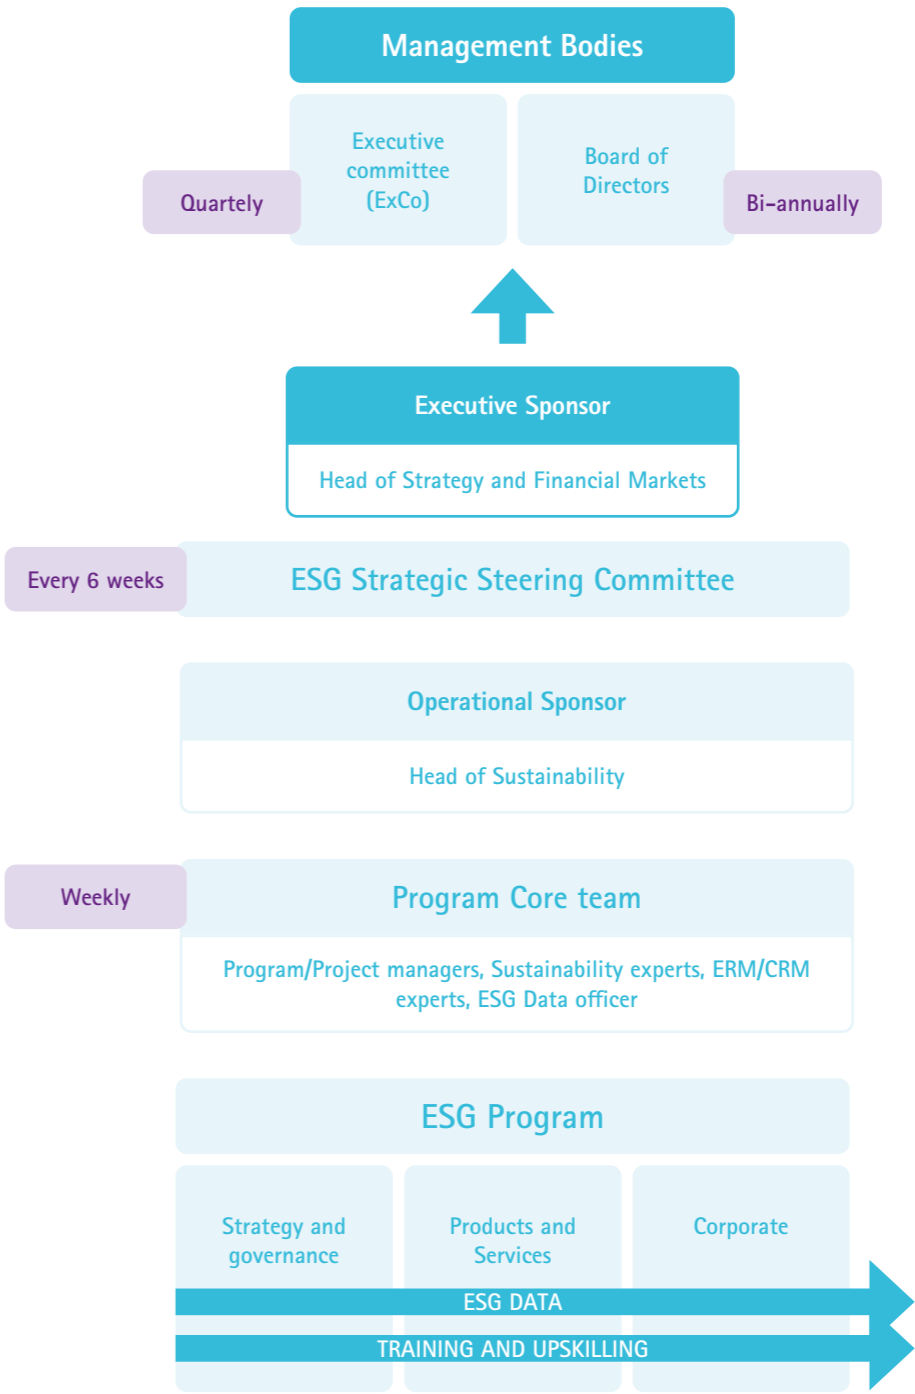 Management Bodies
Executive
committee
(ExCo)
Board of
Directors
Quartely
Bi-annually
Executive Sponsor
Head of Strategy and Financial Markets
Every 6 weeks
ESG Strategic Steering Committee
Operational Sponsor
Head of Sustainability
Weekly
Program Core team
Program/Project managers, Sustainability experts, ERM/CRM
experts, ESG Data officer
ESG Program
Strategy and
governance
Products and
Services
Corporate
ESG DATA
TRAINING AND UPSKILLING